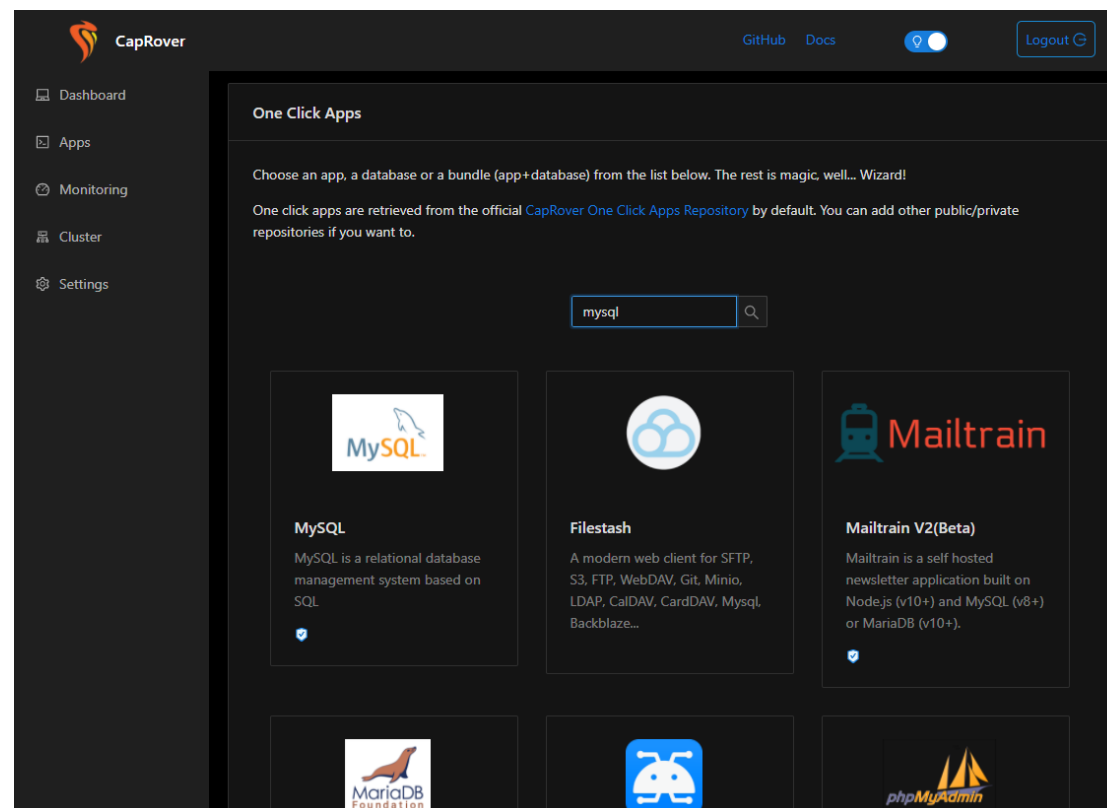 CapRover
GitHub Docs
Logout
Dashboard
Apps
Monitoring
Cluster
Settings
One Click Apps
Choose an app, a database or a bundle (app+database) from the list below. The rest is magic, well... Wizard!
One click apps are retrieved from the official CapRover One Click Apps Repository by default. You can add other public/private
repositories if you want to.
mysql
MySQL
MySQL
MySQL is a relational database
management system based on
SQL
Filestash
A modern web client for SFTP,
S3, FTP, WebDAV, Git, Minio,
LDAP, CalDAV, CardDAV, Mysql,
Backblaze...
Mailtrain
Mailtrain V2(Beta)
Mailtrain is a self hosted
newsletter application built on
Node.js (v10+) and MySQL (v8+)
or MariaDB (v10+).
MariaDB
Foundation
phpMyAdmin